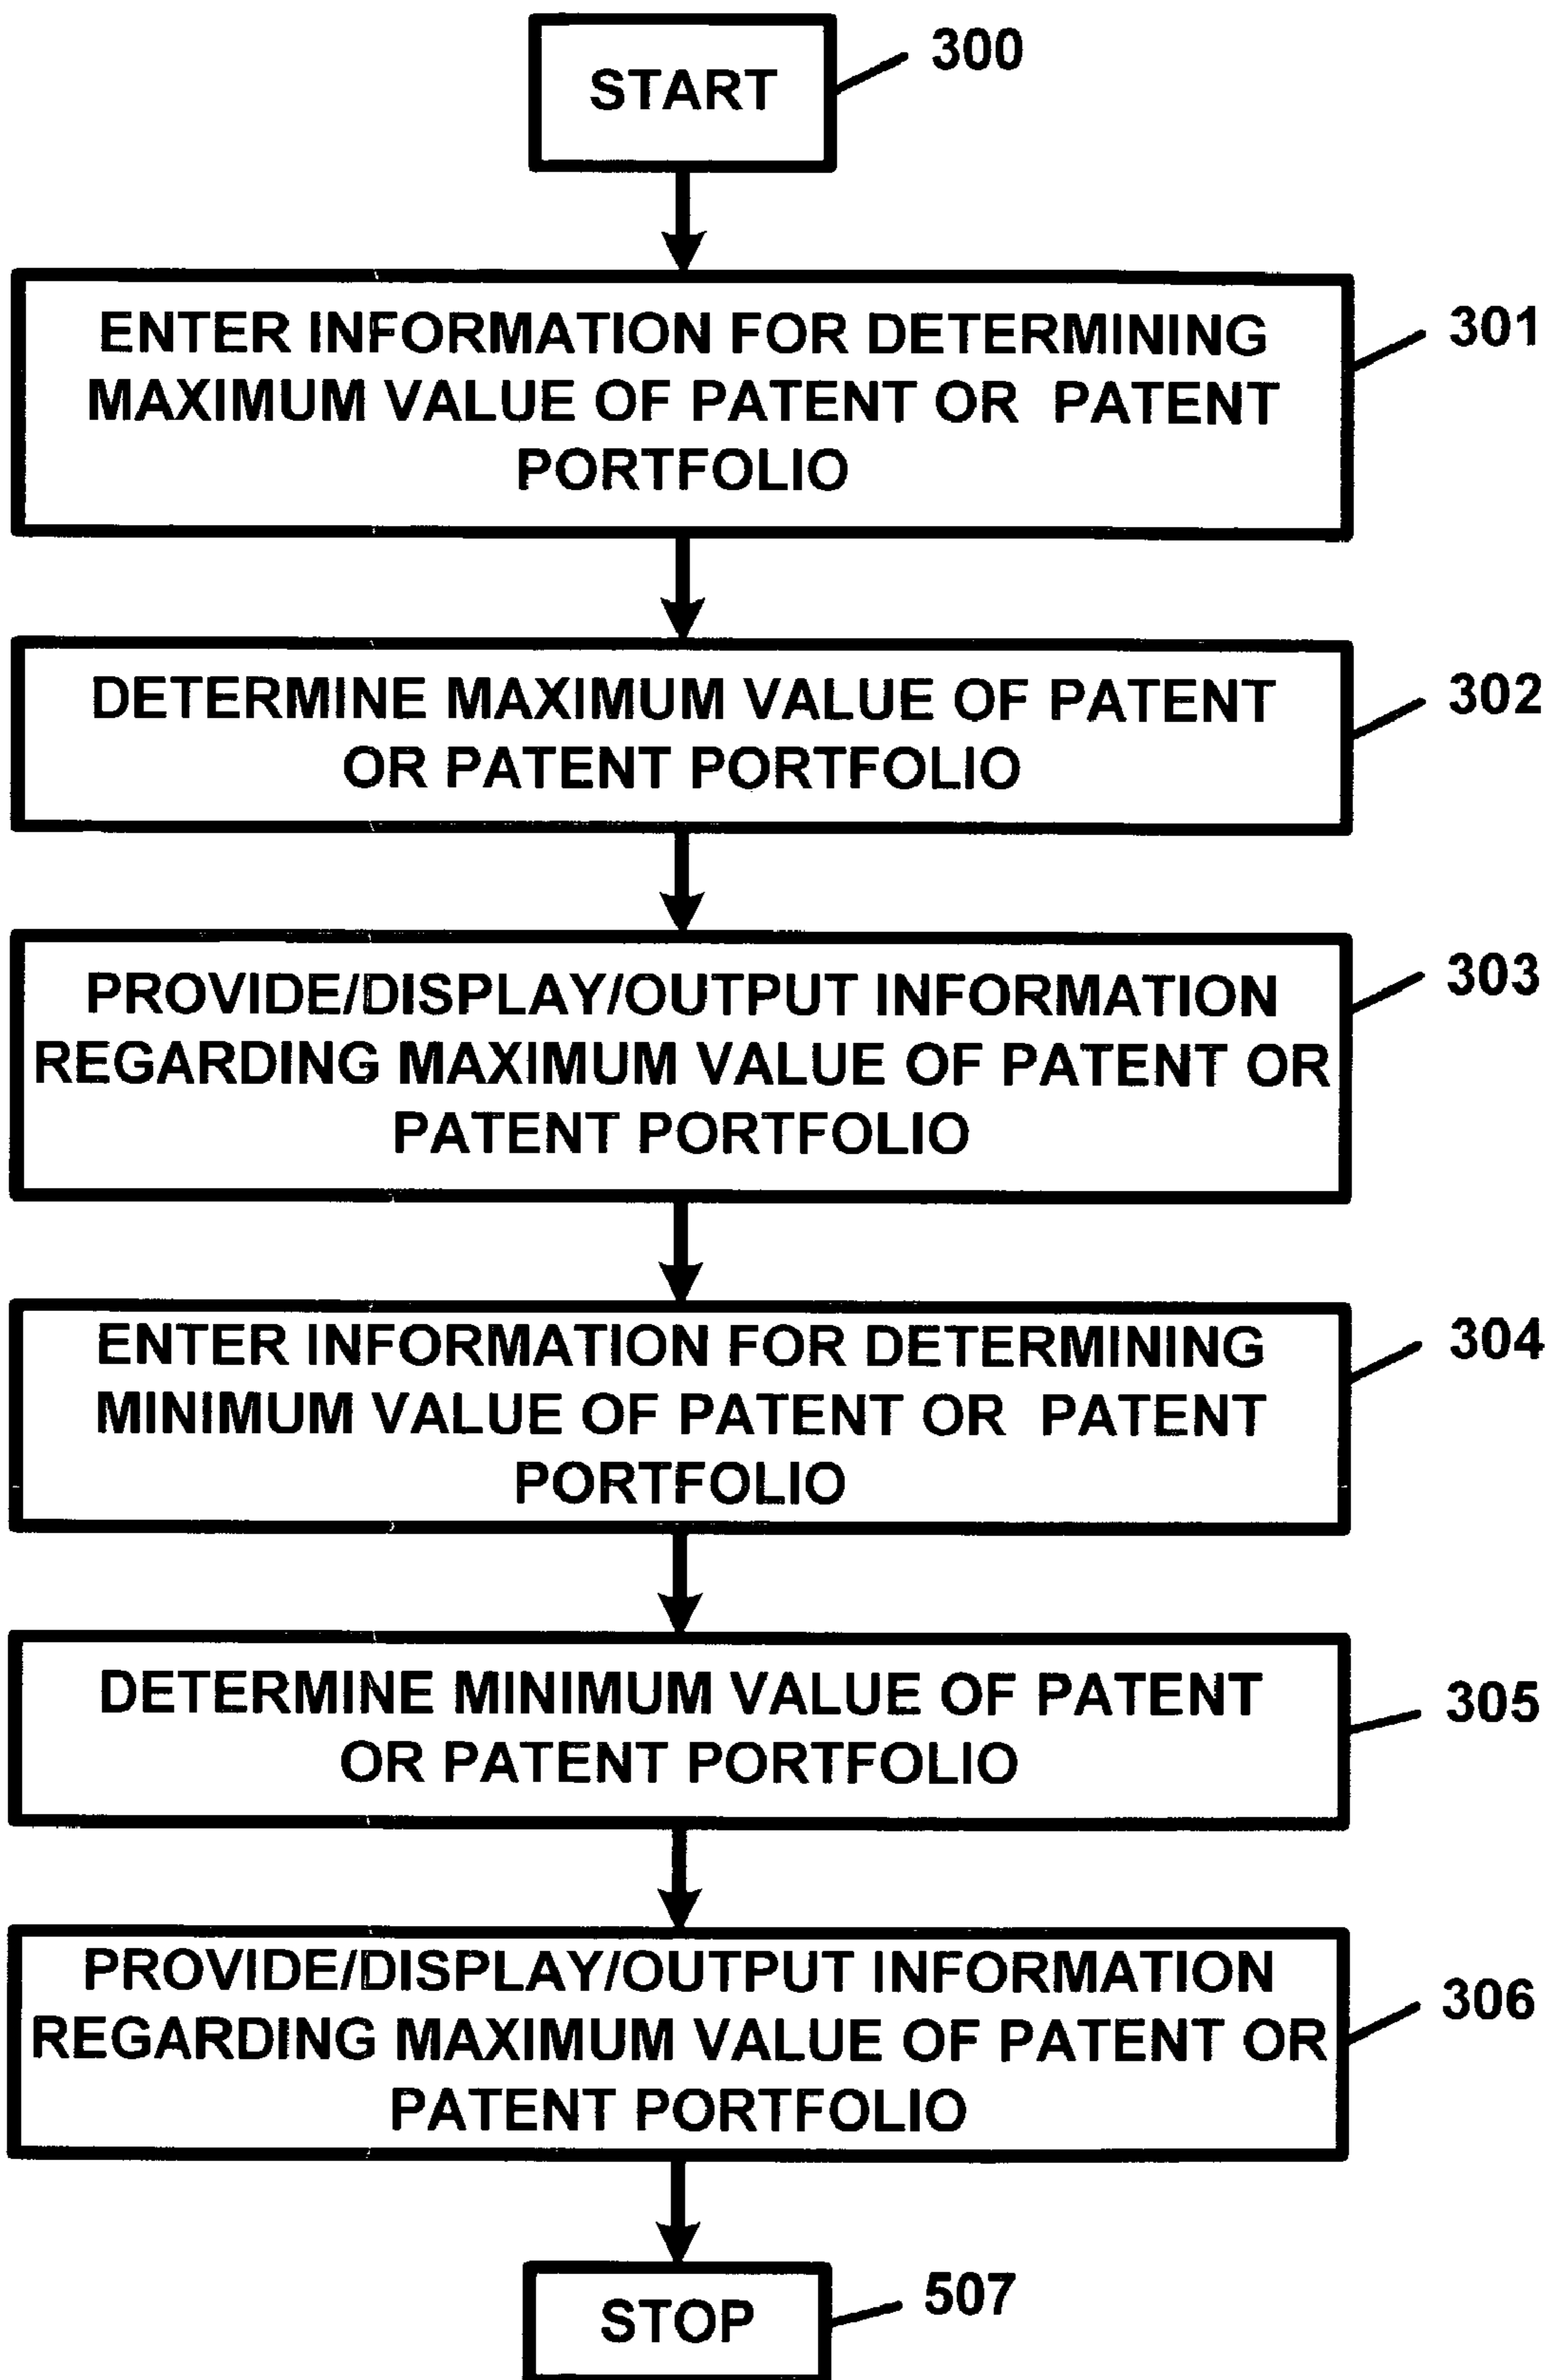 START
300
ENTER INFORMATION FOR DETERMINING
MAXIMUM VALUE OF PATENT OR PATENT
PORTFOLIO
301
DETERMINE MAXIMUM VALUE OF PATENT
OR PATENT PORTFOLIO
302
PROVIDE/DISPLAY/OUTPUT INFORMATION
REGARDING MAXIMUM VALUE OF PATENT OR
PATENT PORTFOLIO
303
ENTER INFORMATION FOR DETERMINING
MINIMUM VALUE OF PATENT OR PATENT
PORTFOLIO
304
DETERMINE MINIMUM VALUE OF PATENT
OR PATENT PORTFOLIO
305
PROVIDE/DISPLAY/OUTPUT INFORMATION
REGARDING MAXIMUM VALUE OF PATENT OR
PATENT PORTFOLIO
306
STOP
507